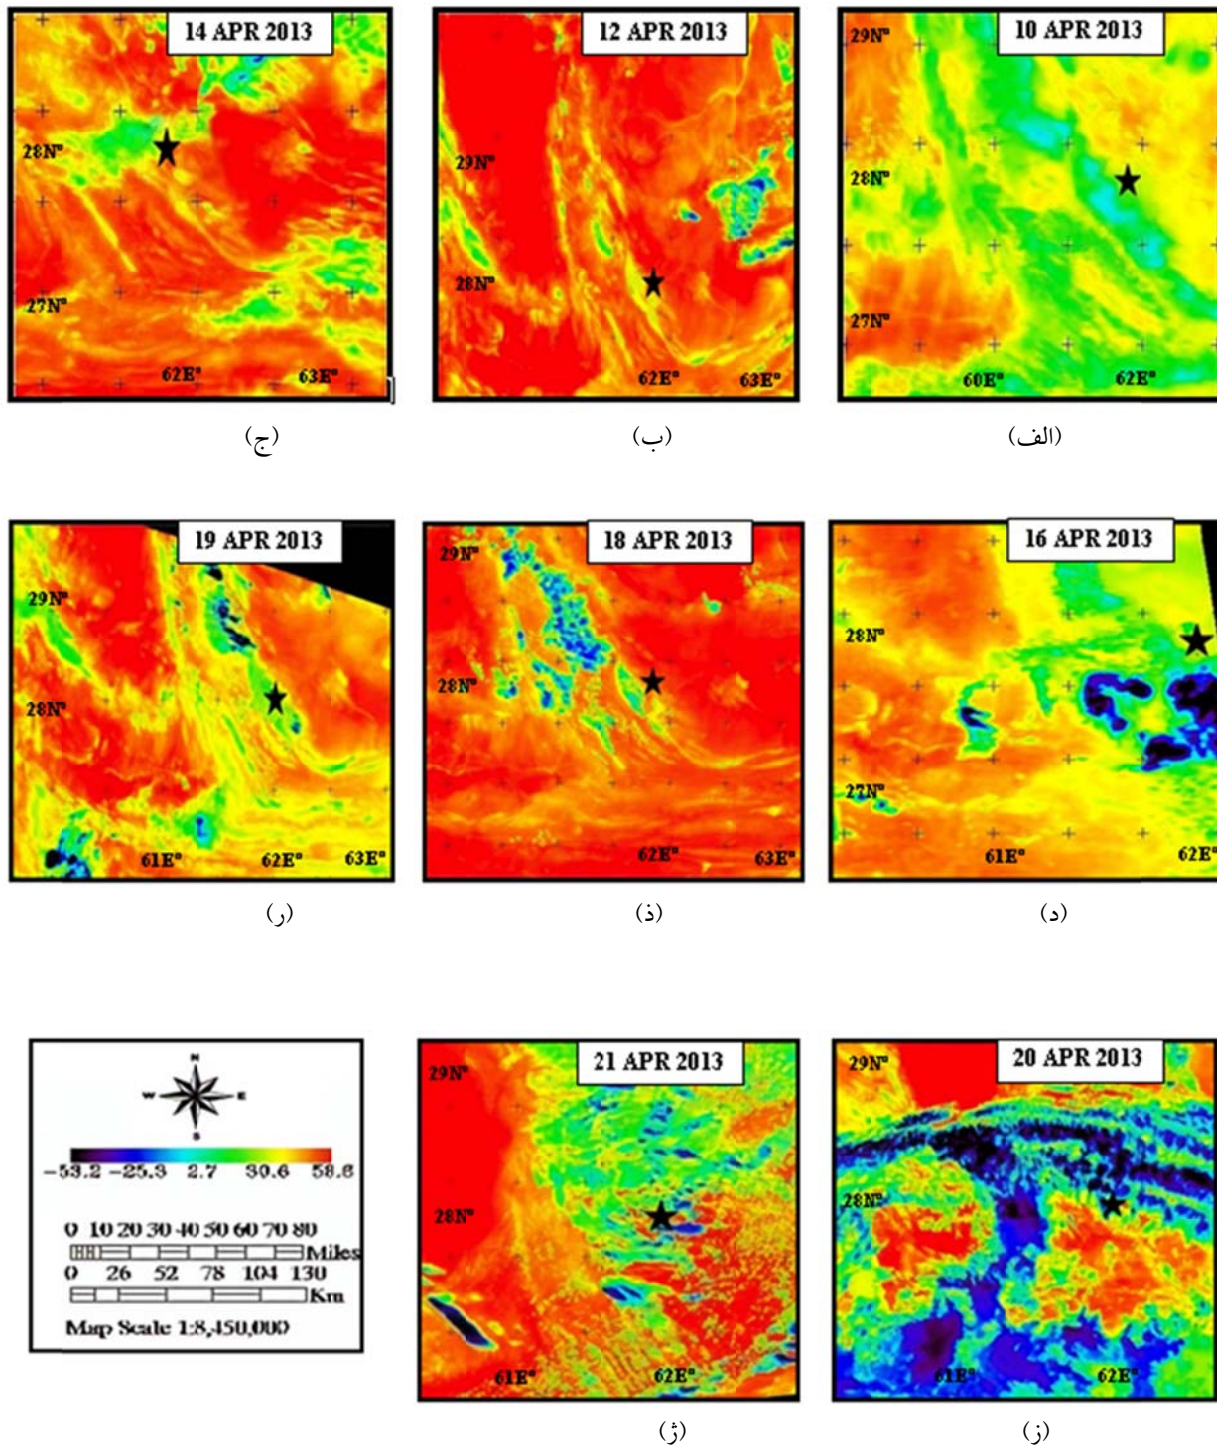 10 APR 2013
29N°
28N°
27N°
60E°
62E°
(الف)
12 APR 2013
29N°
28N°
62E°
63E°
(ب)
14 APR 2013
28N°
27N°
62E°
63E°
(ج)
16 APR 2013
28N°
27N°
61E°
62E°
(د)
18 APR 2013
29N°
28N°
62E°
63E°
(ذ)
19 APR 2013
29N°
28N°
61E°
62E°
63E°
(ر)
20 APR 2013
29N°
28N°
61E°
62E°
(ز)
21 APR 2013
29N°
28N°
61E°
62E°
(ژ)
N
W E
S
-53.2 -25.3 2.7 30.6 58.6
0 10 20 30 40 50 60 70 80
Miles
0 26 52 78 104 130
Km
Map Scale 1:8,450,000